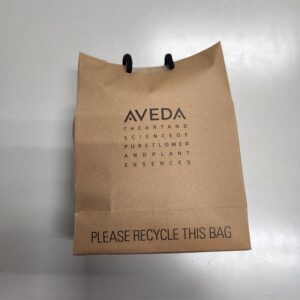 AVEDA
THEARTAND
SCIENCEOF
PUREFLOWER
ANDPLANT
ESSENCES
PLEASE RECYCLE THIS BAG